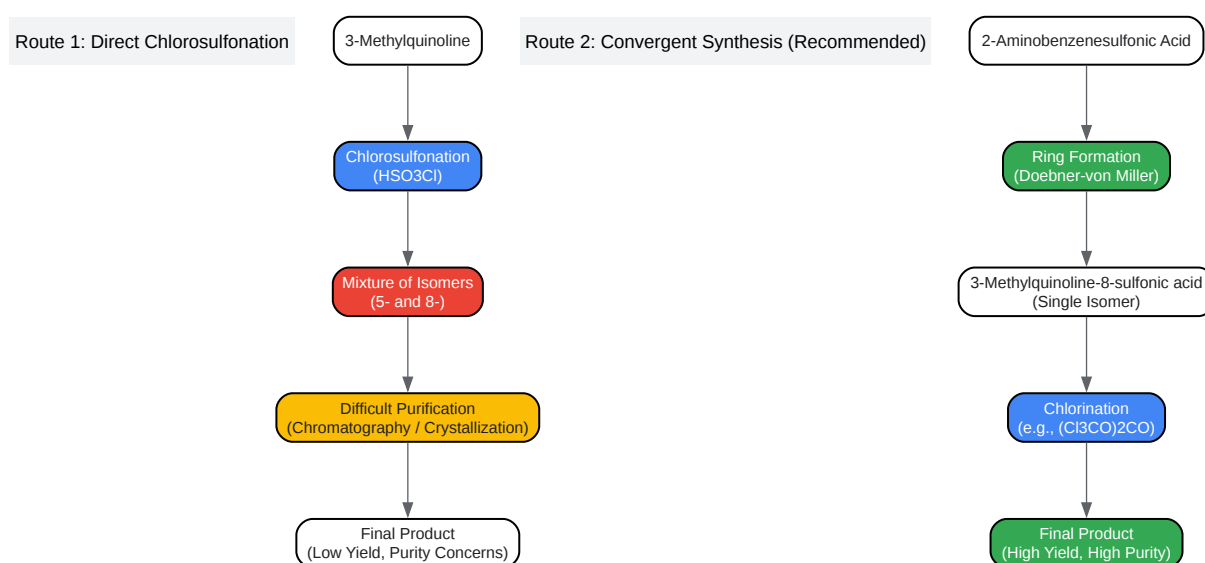 Route 1: Direct Chlorosulfonation
3-Methylquinoline
Chlorosulfonation
(HSO3Cl)
Mixture of Isomers
(5- and 8-)
Difficult Purification
(Chromatography / Crystallization)
Final Product
(Low Yield, Purity Concerns)
Route 2: Convergent Synthesis (Recommended)
2-Aminobenzenesulfonic Acid
Ring Formation
(Doebner-von Miller)
3-Methylquinoline-8-sulfonic acid
(Single Isomer)
Chlorination
(e.g., (Cl3CO)2CO)
Final Product
(High Yield, High Purity)